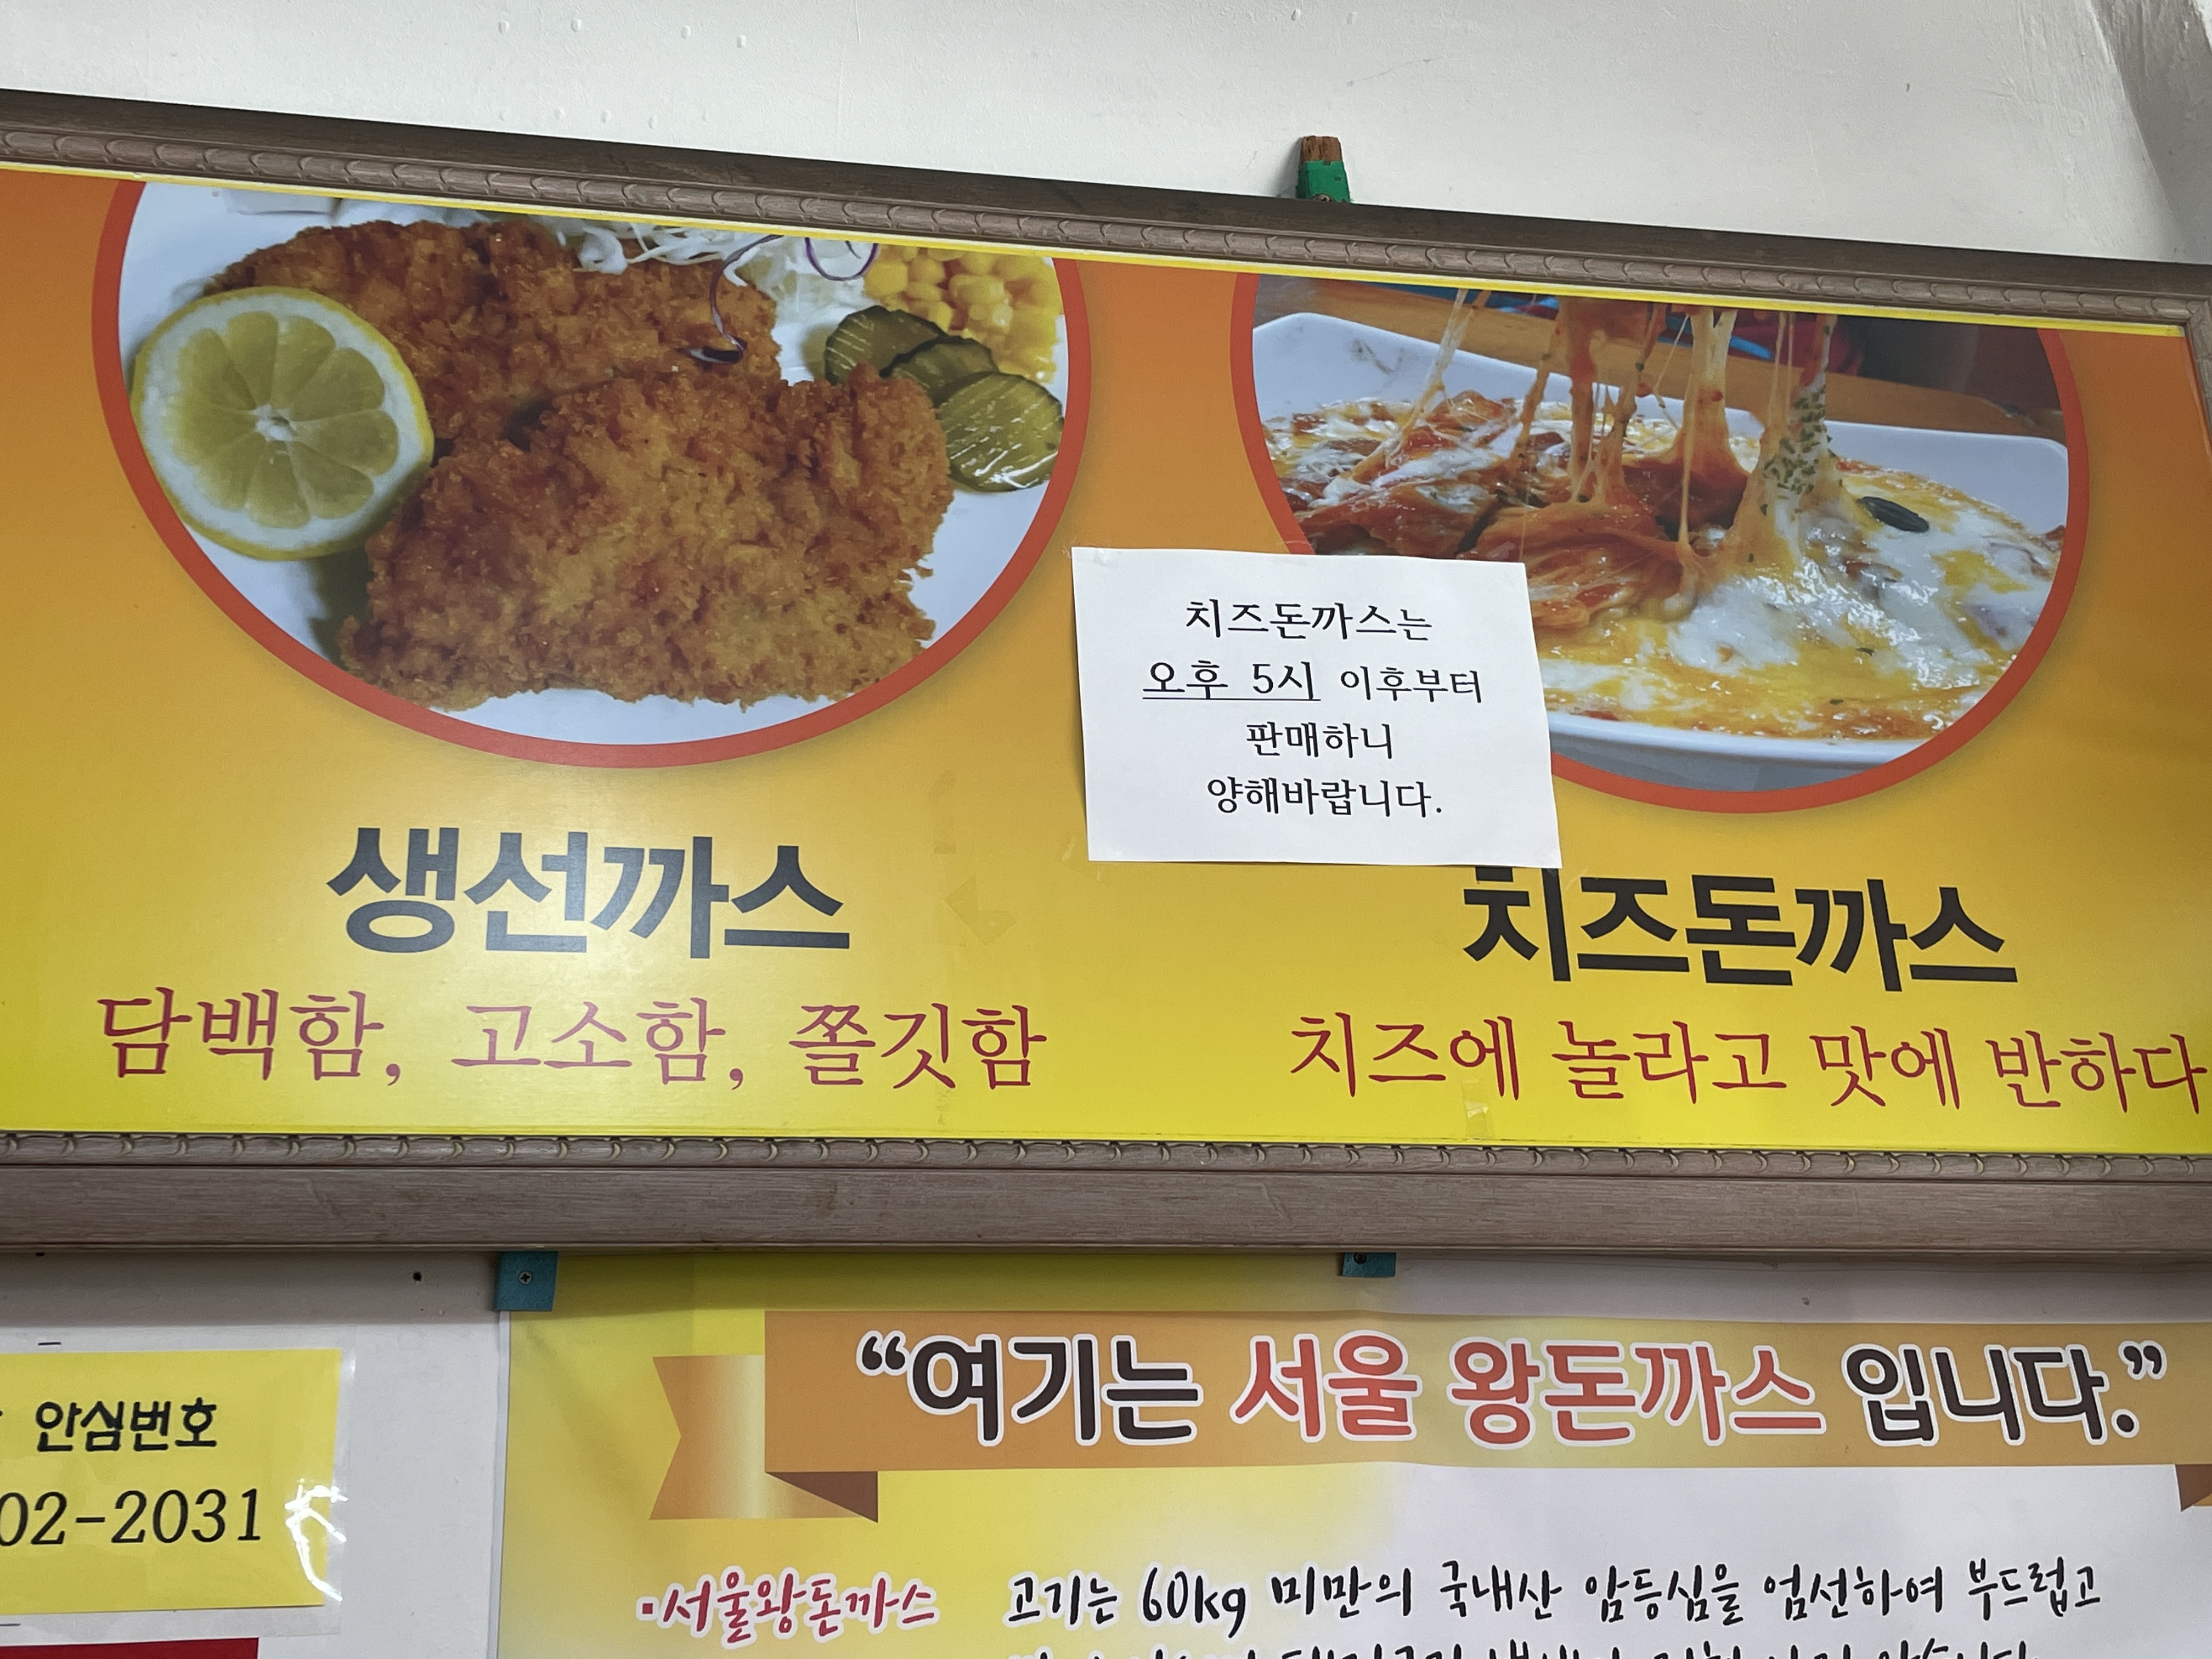 치즈돈까스는
오후 5시 이후부터
판매하니
양해바랍니다.
생선까스
담백함, 고소함, 쫄깃함
치즈돈까스
치즈에 놀라고 맛에 반하다
안심번호
02-2031
“여기는 서울 왕돈까스 입니다.”
·서울왕돈까스 고기는 60kg 미만의 국내산 암등심을 엄선하여 부드럽고